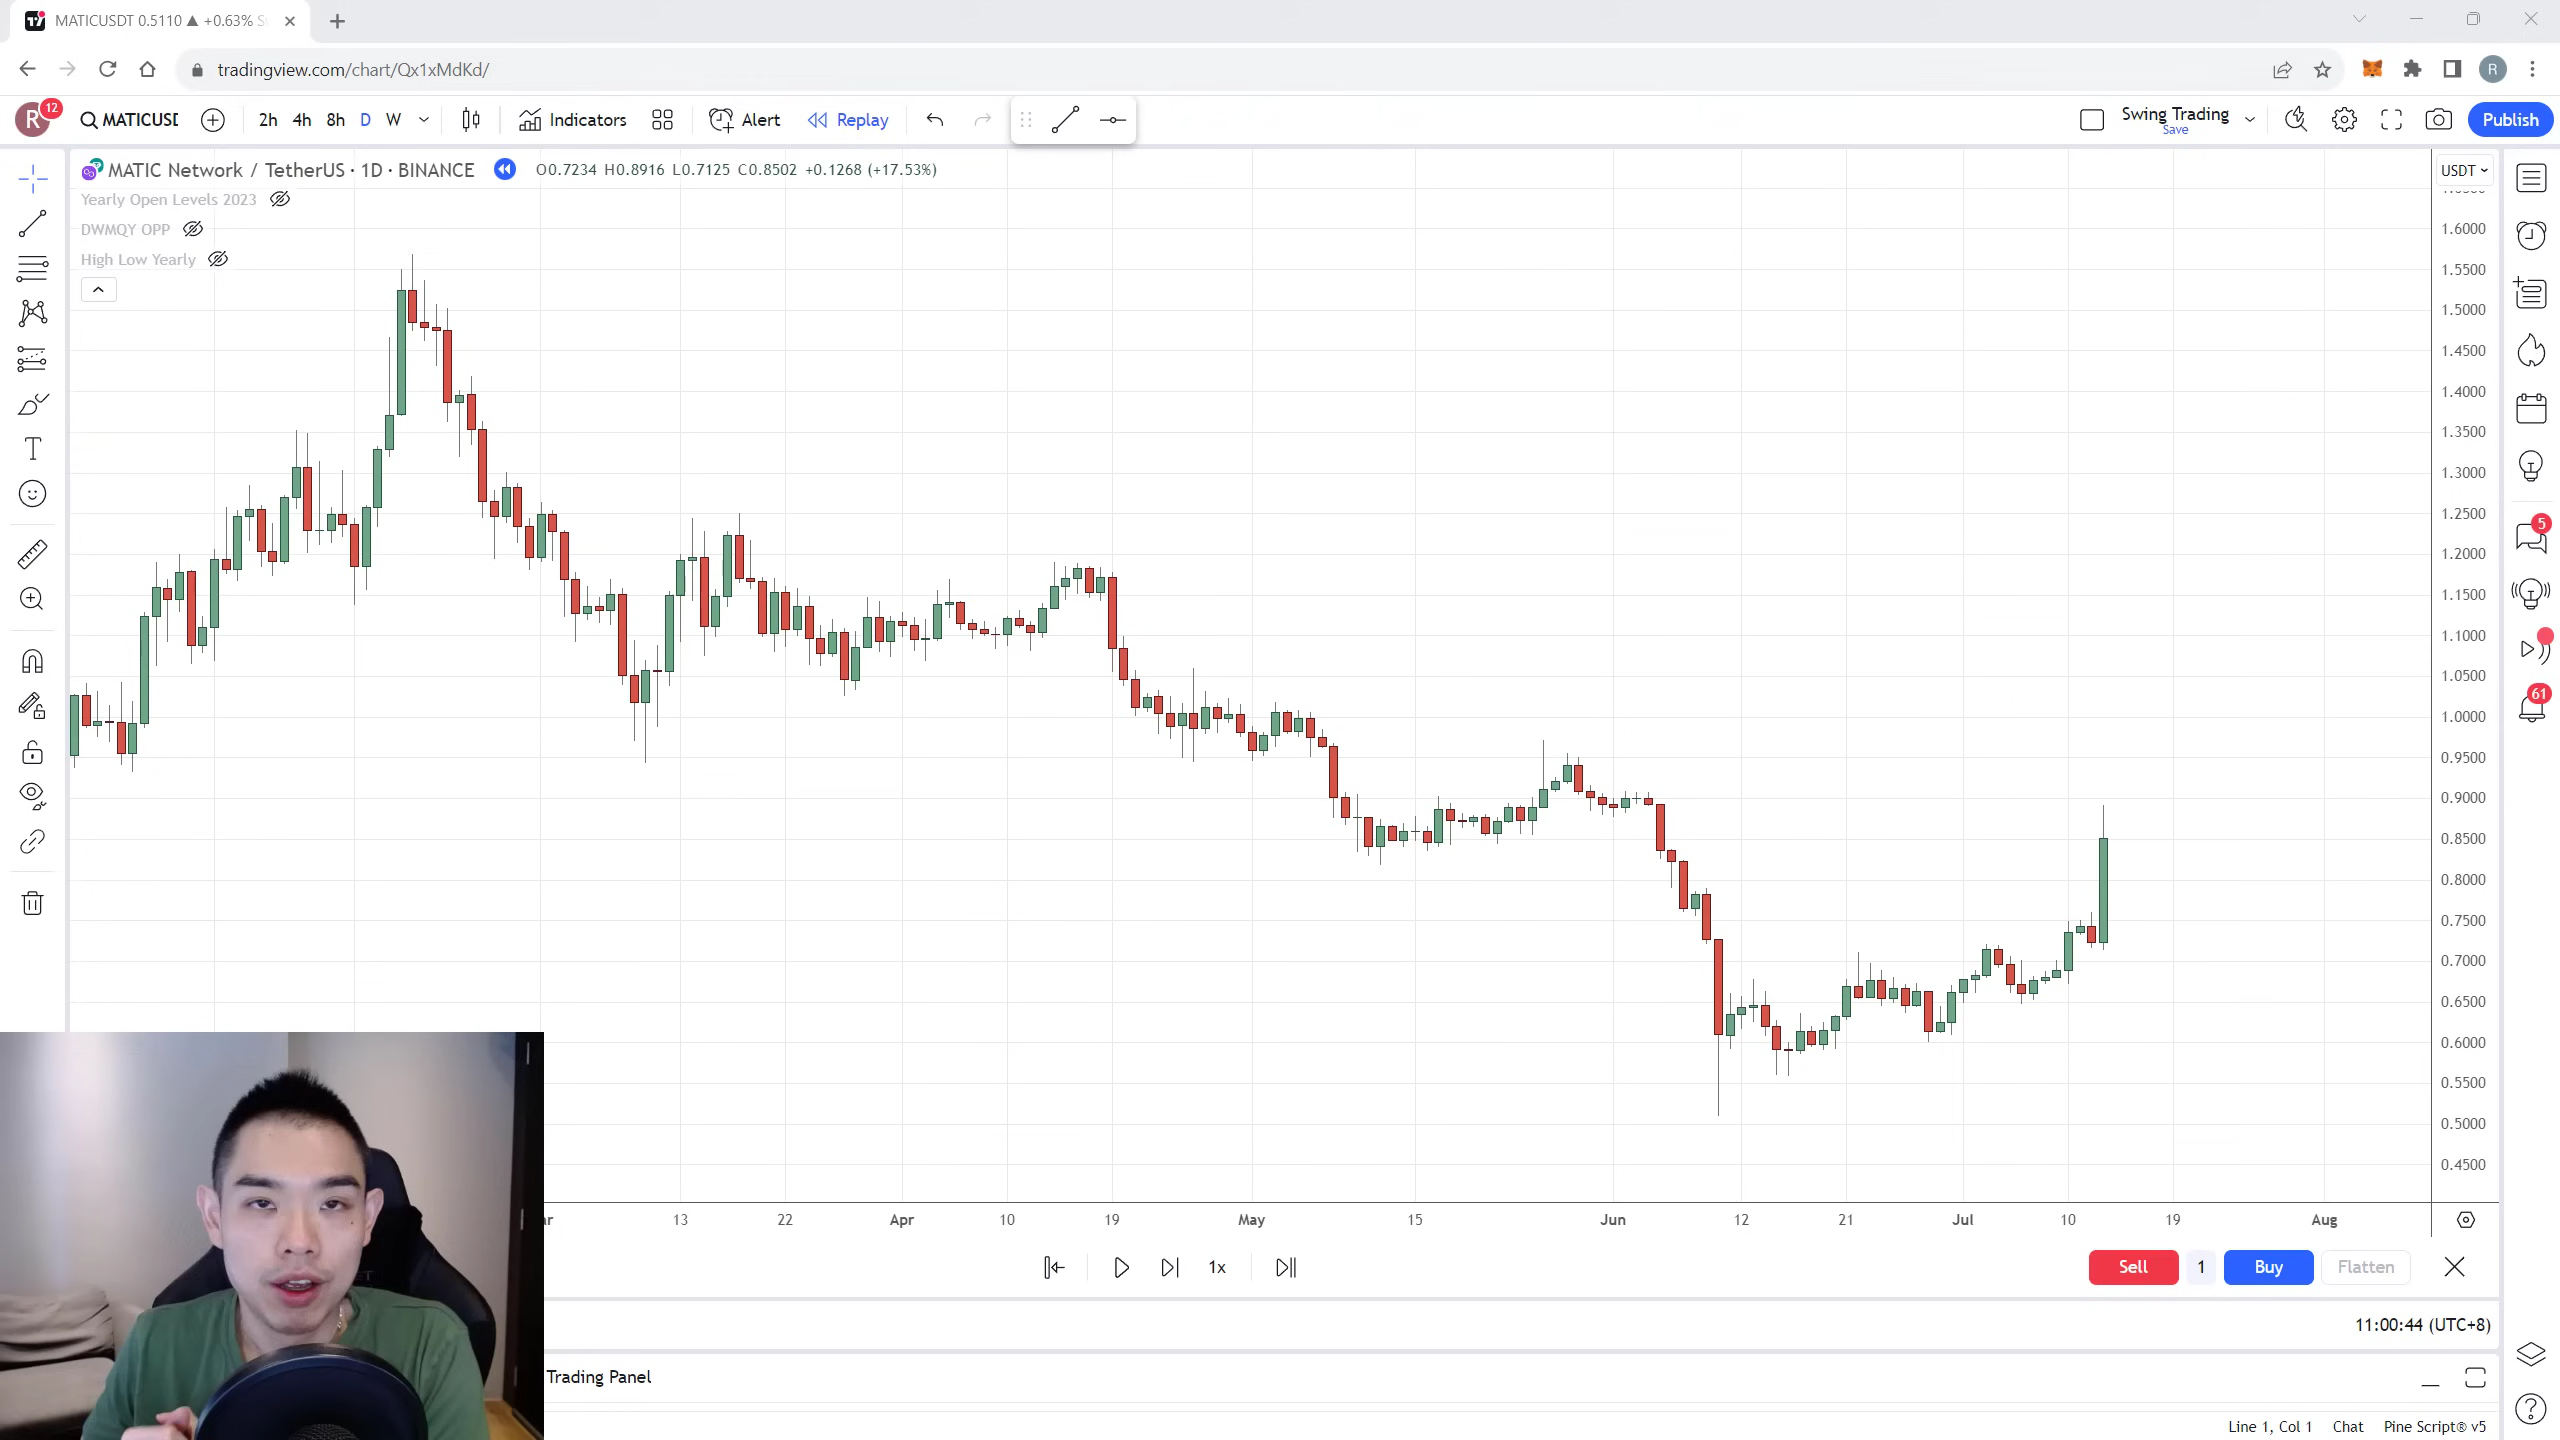 MATICUSDT 0.5110 ▲ +0.63% S
tradingview.com/chart/Qx1xMdKd/
R
R 12
MATICUSD
2h 4h 8h D W
Indicators
Alert
Replay
Swing Trading
Save
Publish
MATIC Network / TetherUS · 1D · BINANCE
O0.7234 H0.8916 L0.7125 C0.8502 +0.1268 (+17.53%)
USDT
Yearly Open Levels 2023
DWMQY OPP
High Low Yearly
1.6000
1.5500
1.5000
1.4500
1.4000
1.3500
1.3000
1.2500
1.2000
1.1500
1.1000
1.0500
1.0000
0.9500
0.9000
0.8500
0.8000
0.7500
0.7000
0.6500
0.6000
0.5500
0.5000
0.4500
5
61
ar 13 22 Apr 10 19 May 15 Jun 12 21 Jul 10 19 Aug
1x
Sell 1 Buy Flatten
11:00:44 (UTC+8)
Trading Panel
Line 1, Col 1 Chat Pine Script® v5